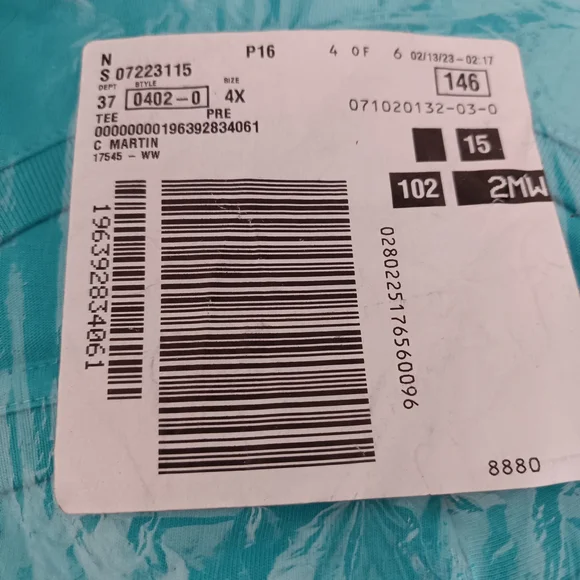 N P16 4 OF 6 02/13/23-02:17
S 07223115
146
DEPT STYLE SIZE
37 0402-0 4X
071020132-03-0
TEE PRE
00000000196392834061
C MARTIN
17545 - WW
15
102 2MW
196392834061
0280225176560096
8880